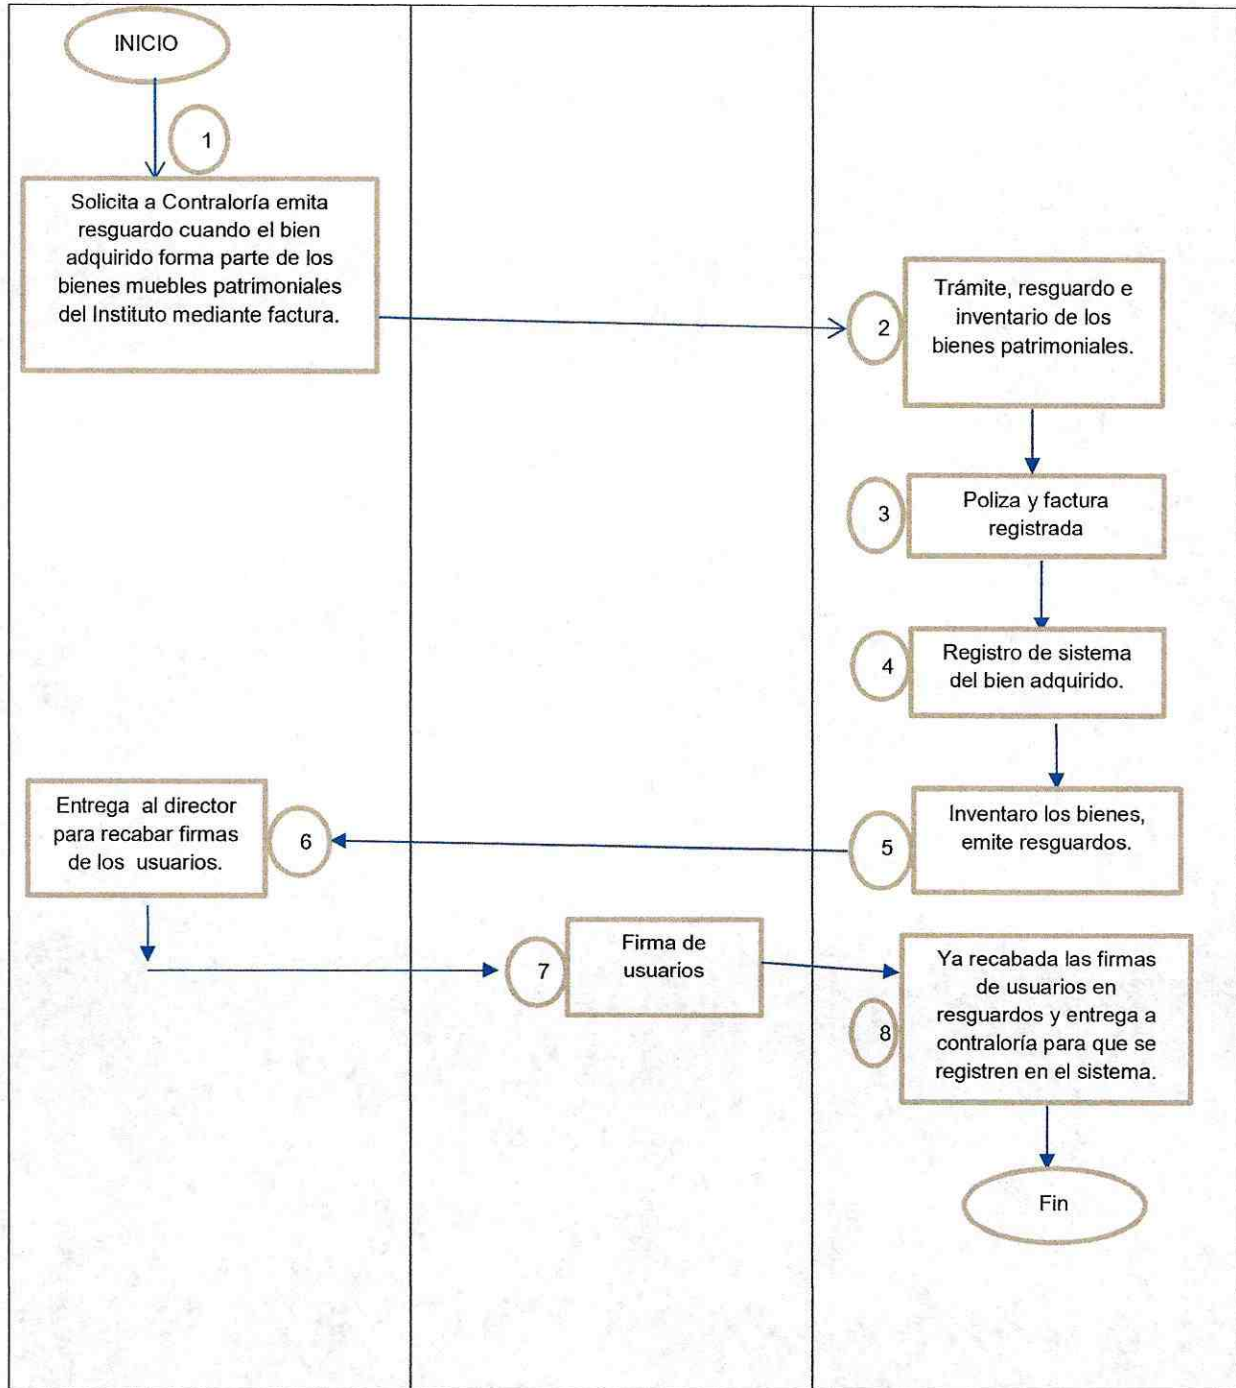 INICIO
1
Solicita a Contraloría emita
resguardo cuando el bien
adquirido forma parte de los
bienes muebles patrimoniales
del Instituto mediante factura.
2
Trámite, resguardo e
inventario de los
bienes patrimoniales.
3
Poliza y factura
registrada
4
Registro de sistema
del bien adquirido.
5
Inventaro los bienes,
emite resguardos.
6
Entrega al director
para recabar firmas
de los usuarios.
7
Firma de
usuarios
8
Ya recabada las firmas
de usuarios en
resguardos y entrega a
contraloría para que se
registren en el sistema.
Fin